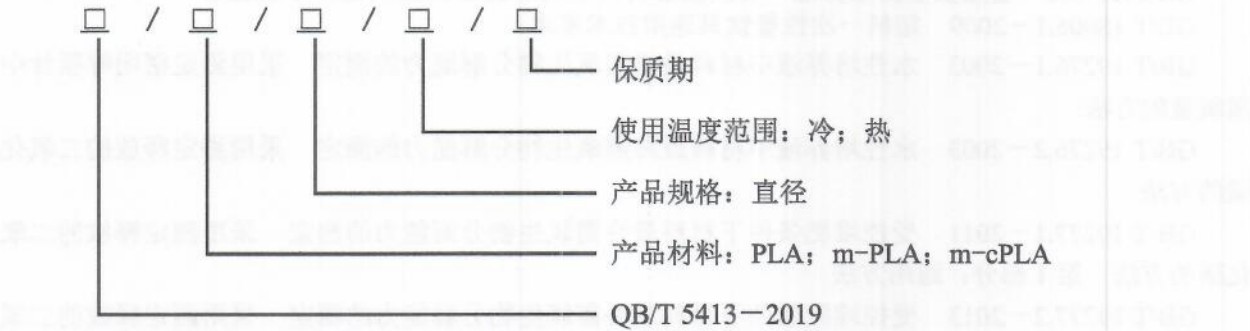 □ / □ / □ / □ / □
保质期
使用温度范围：冷；热
产品规格：直径
产品材料：PLA；m-PLA；m-cPLA
QB/T 5413－2019